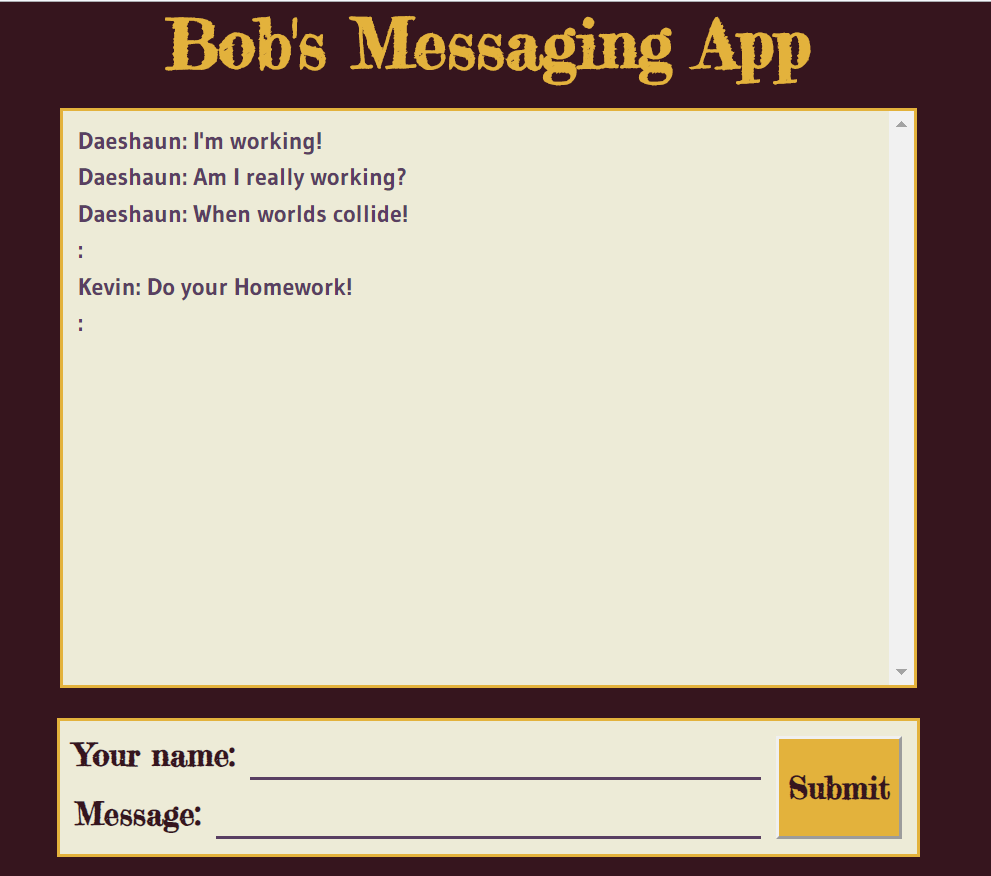 Bob's Messaging App
Daeshaun: I'm working!
Daeshaun: Am I really working?
Daeshaun: When worlds collide!
:
Kevin: Do your Homework!
:
Your name:
Message:
Submit